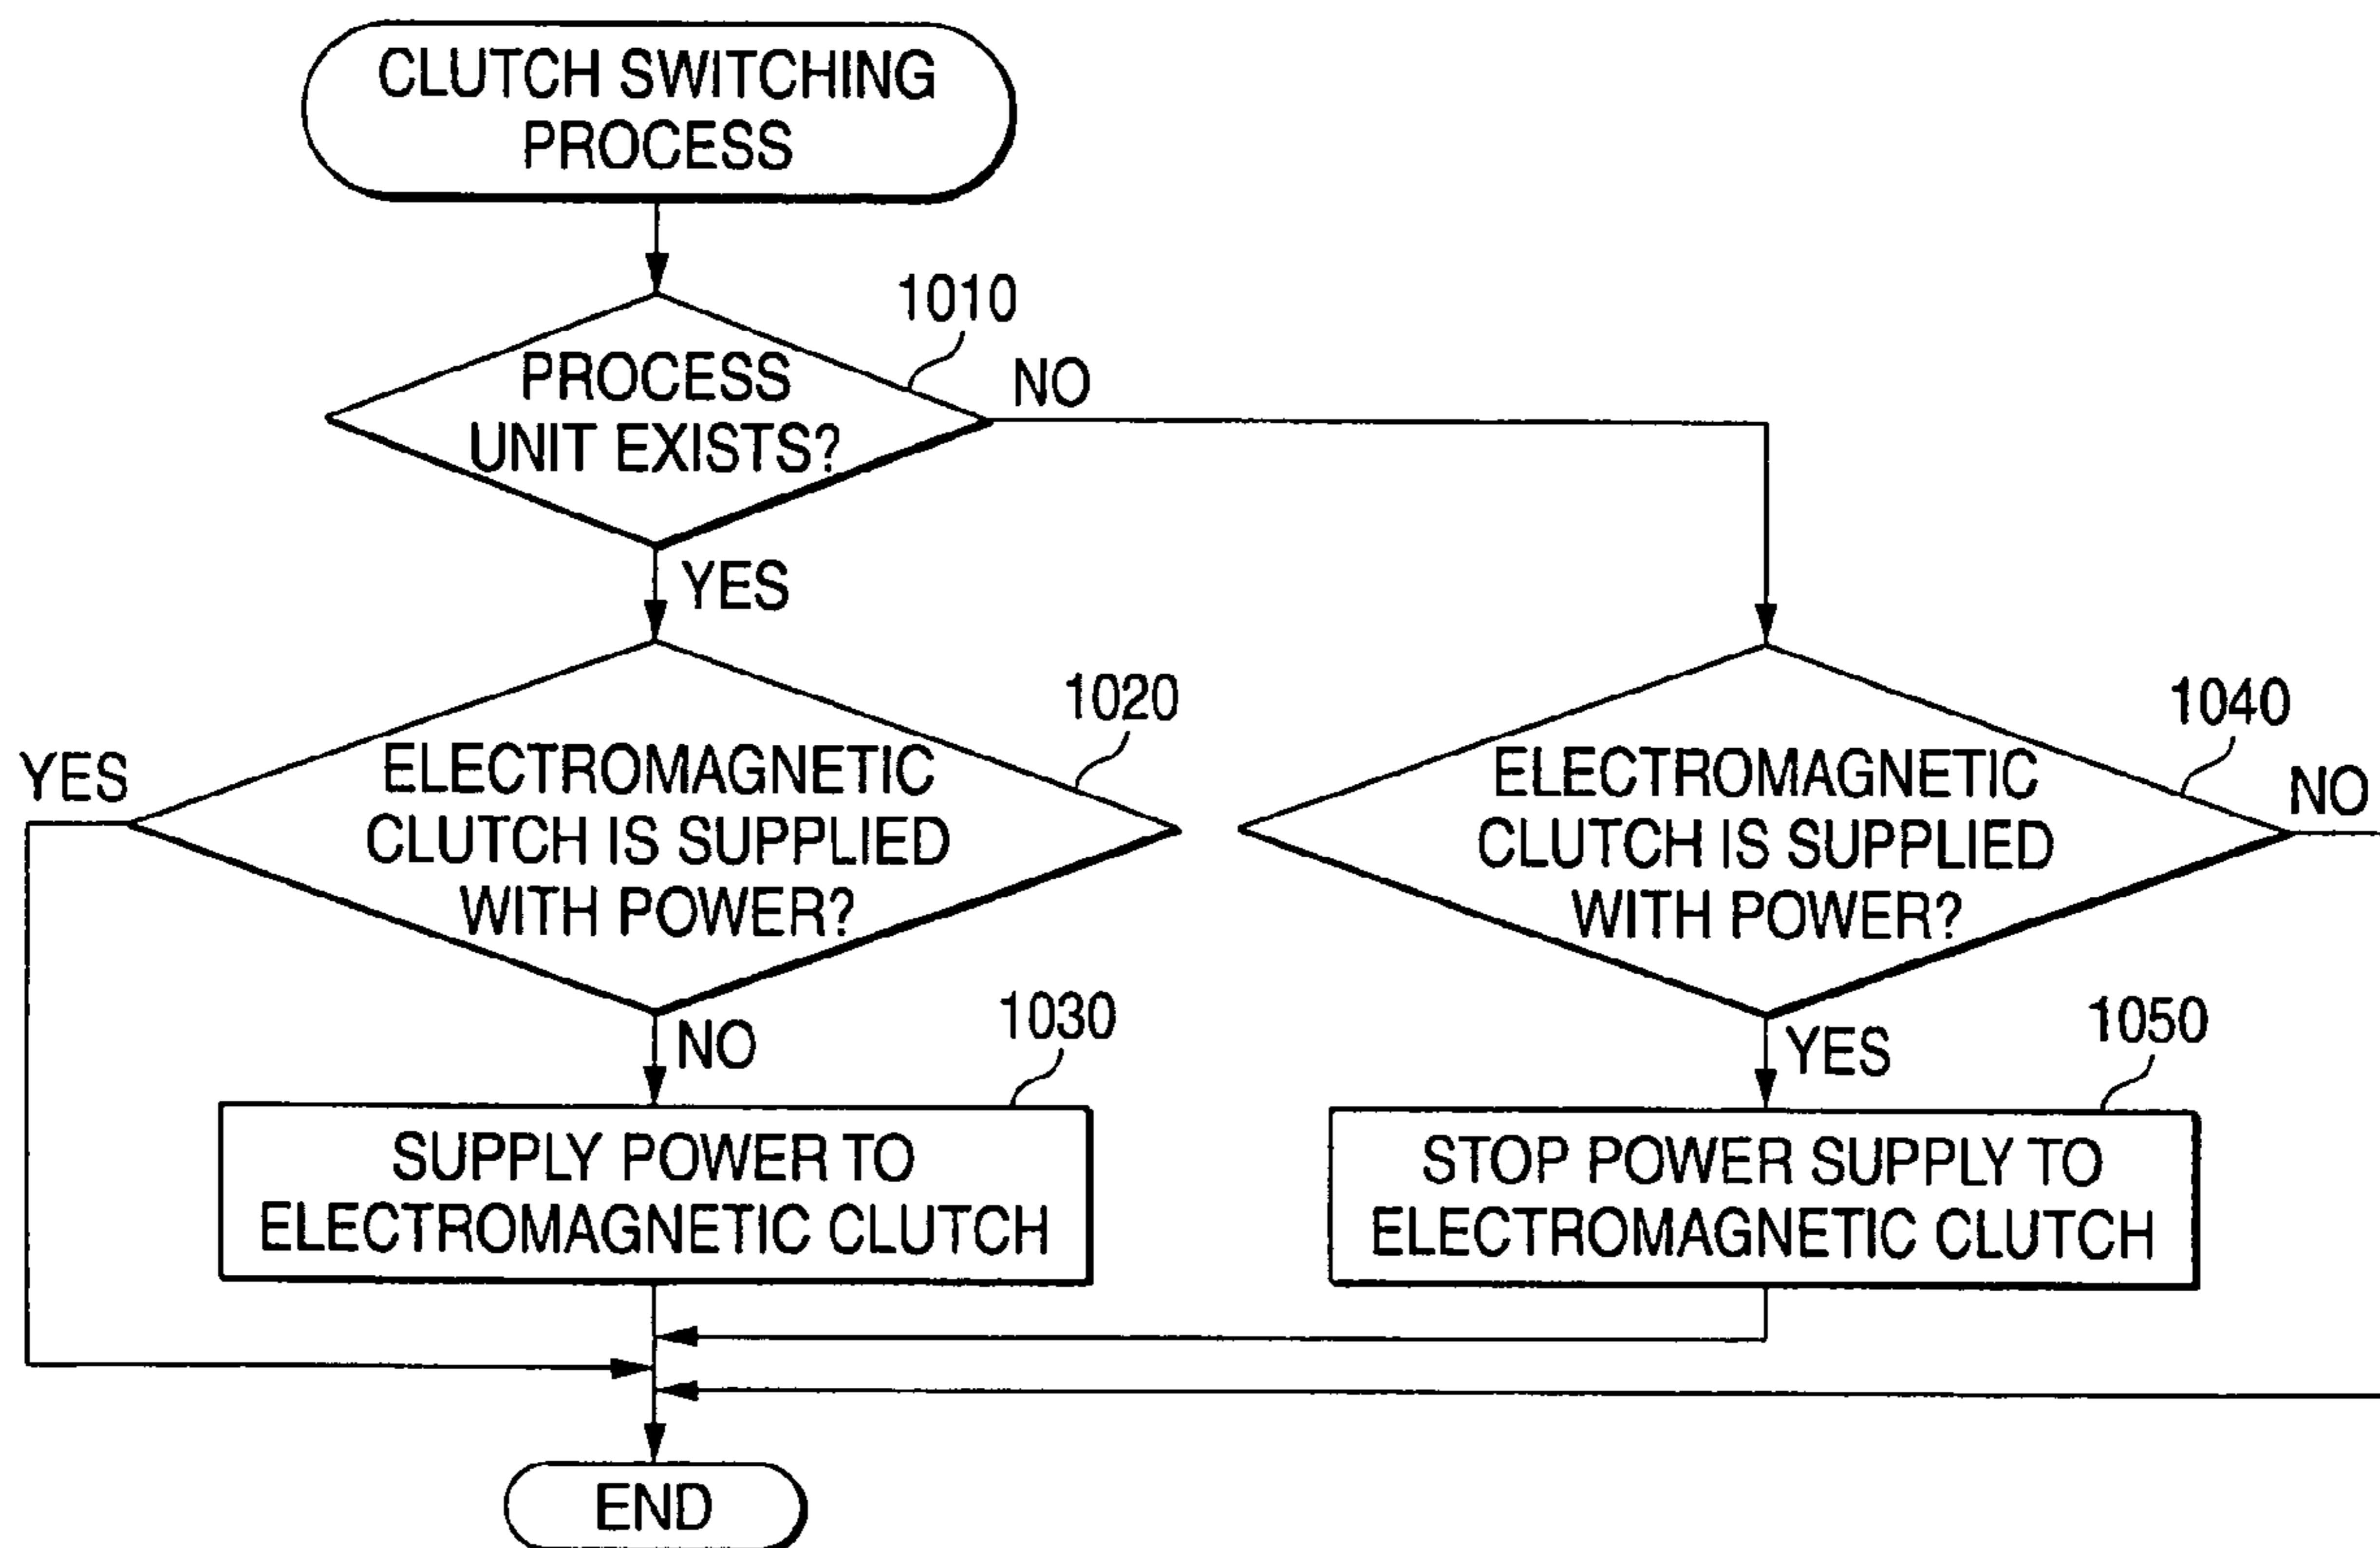 CLUTCH SWITCHING
PROCESS
1010
PROCESS
UNIT EXISTS?
NO
YES
1020
ELECTROMAGNETIC
CLUTCH IS SUPPLIED
WITH POWER?
YES
NO
1030
SUPPLY POWER TO
ELECTROMAGNETIC CLUTCH
1040
ELECTROMAGNETIC
CLUTCH IS SUPPLIED
WITH POWER?
NO
YES
1050
STOP POWER SUPPLY TO
ELECTROMAGNETIC CLUTCH
END